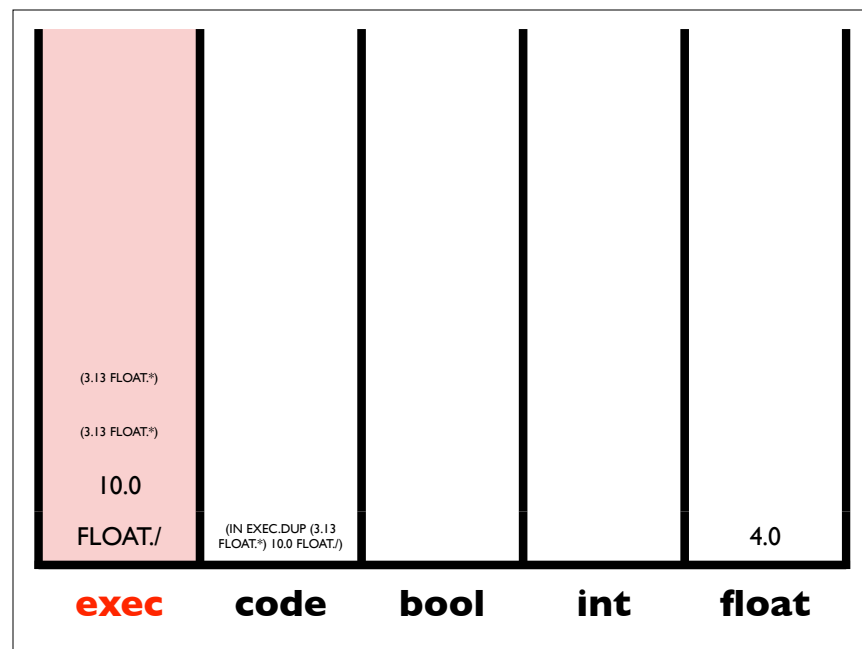 (3.13 FLOAT.*)
(3.13 FLOAT.*)
10.0
FLOAT./
(IN EXEC.DUP (3.13
FLOAT.*) 10.0 FLOAT./)
4.0
exec code bool int float